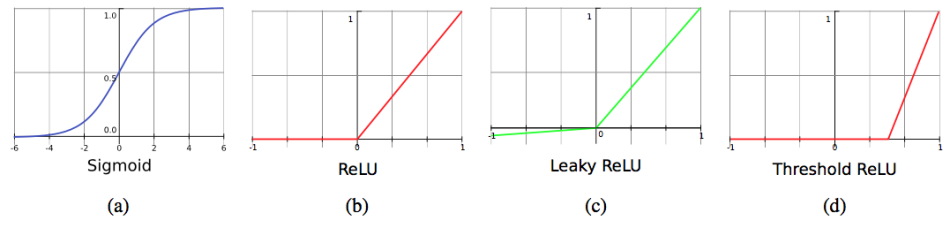 1.0
0.5
0.0
-6 -4 -2 0 2 4 6
Sigmoid
(a)
1
-1 0 1
ReLU
(b)
1
-1 0 1
Leaky ReLU
(c)
1
-1 0 1
Threshold ReLU
(d)